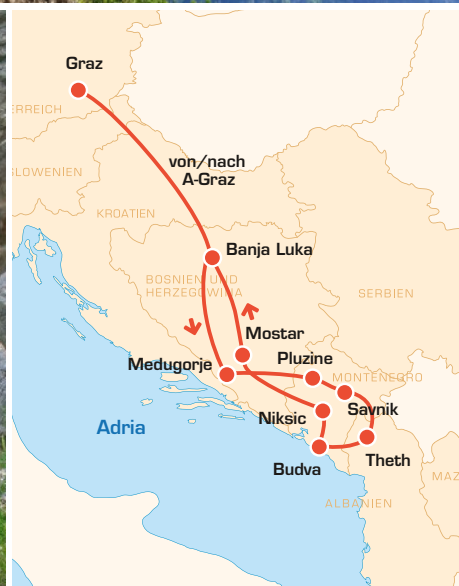 Graz
ERREICH
von/nach
A-Graz
SLOWENIEN
KROATIEN
Banja Luka
BOSNIEN UND
HERZEGOWINA
SERBIEN
Mostar
Pluzine
Medugorje
MONTENEGRO
Savnik
Niksic
Adria
Theth
Budva
MAZ
ALBANIEN